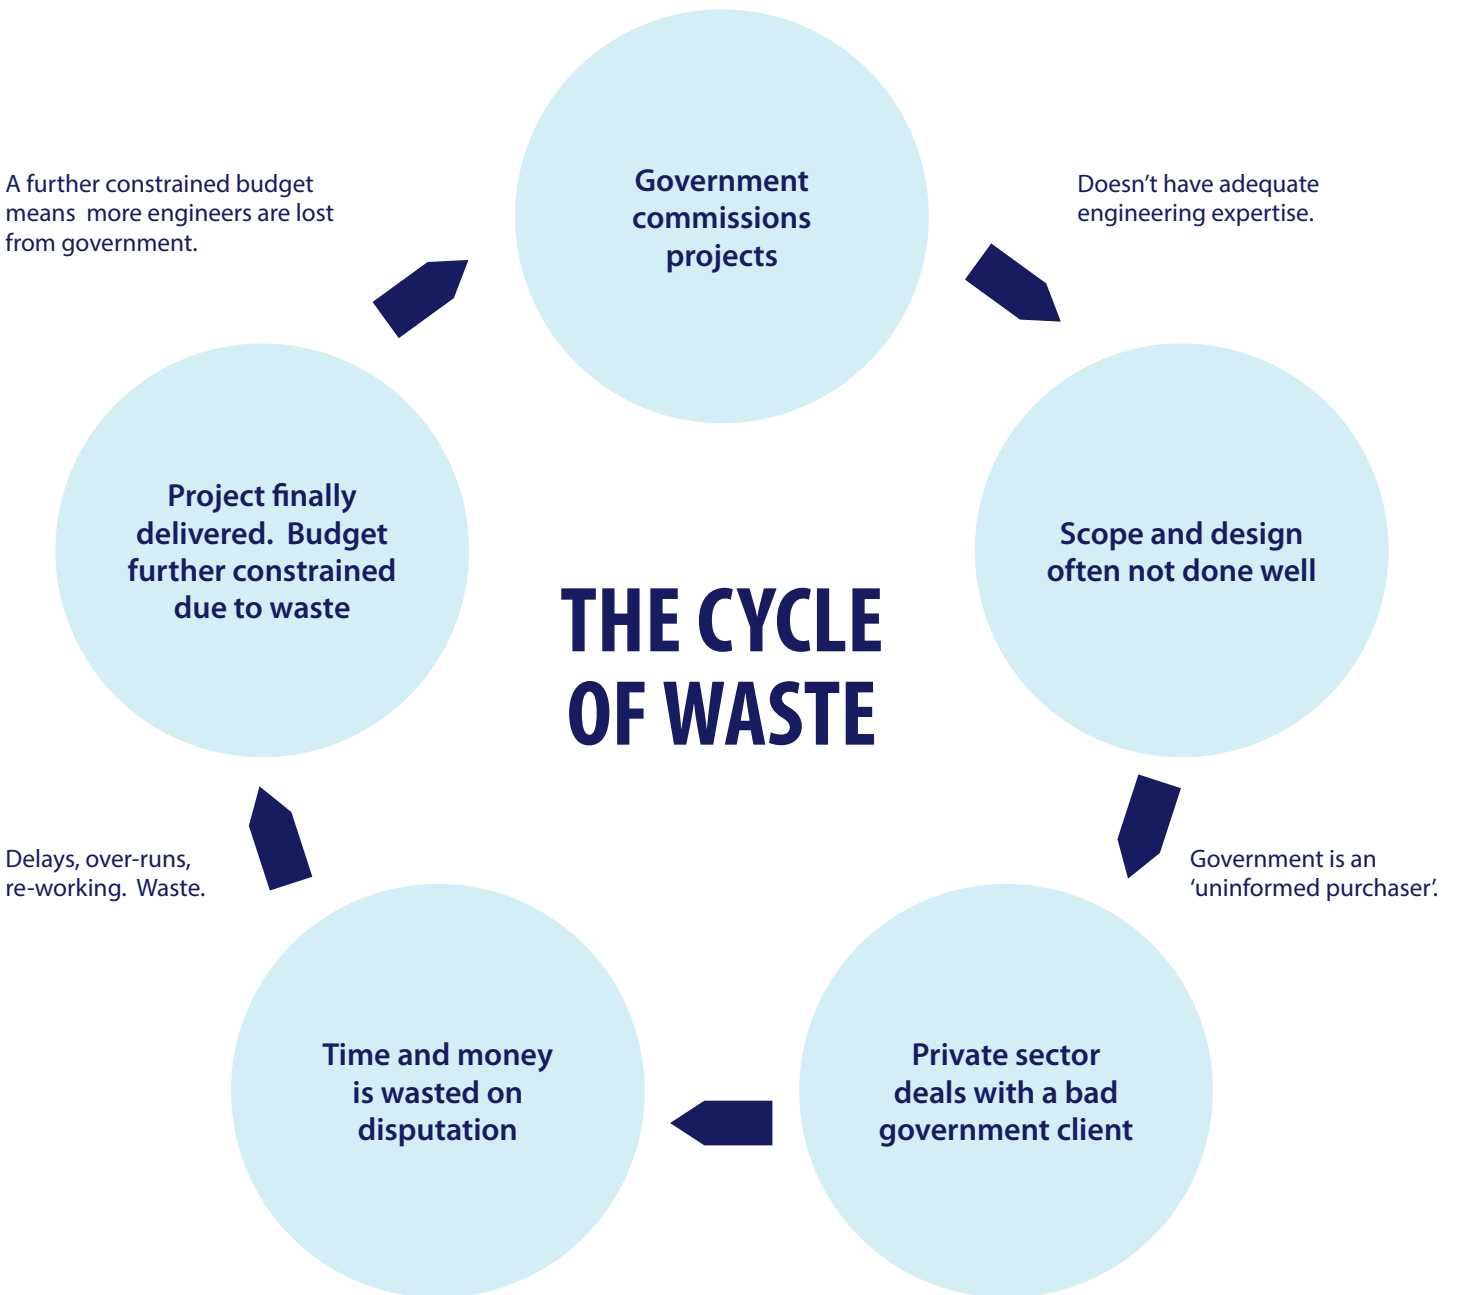 Government
commissions
projects
Doesn’t have adequate
engineering expertise.
Scope and design
often not done well
Government is an
‘uninformed purchaser’.
Private sector
deals with a bad
government client
Time and money
is wasted on
disputation
Delays, over-runs,
re-working.  Waste.
Project finally
delivered.  Budget
further constrained
due to waste
A further constrained budget
means  more engineers are lost
from government.
THE CYCLE
OF WASTE